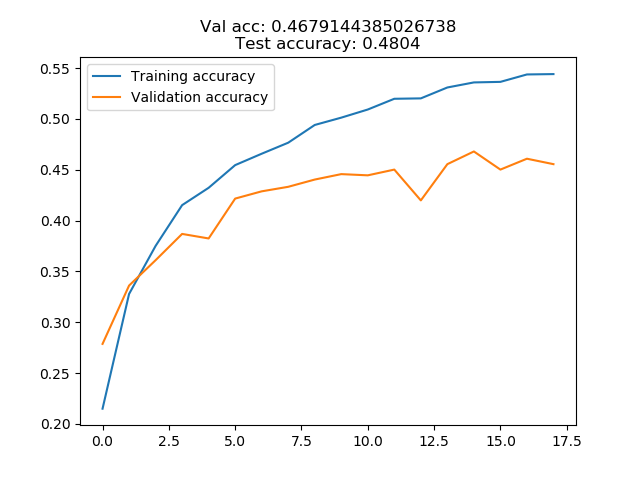 Val acc: 0.4679144385026738
Test accuracy: 0.4804
Training accuracy
Validation accuracy
0.55
0.50
0.45
0.40
0.35
0.30
0.25
0.20
0.0 2.5 5.0 7.5 10.0 12.5 15.0 17.5